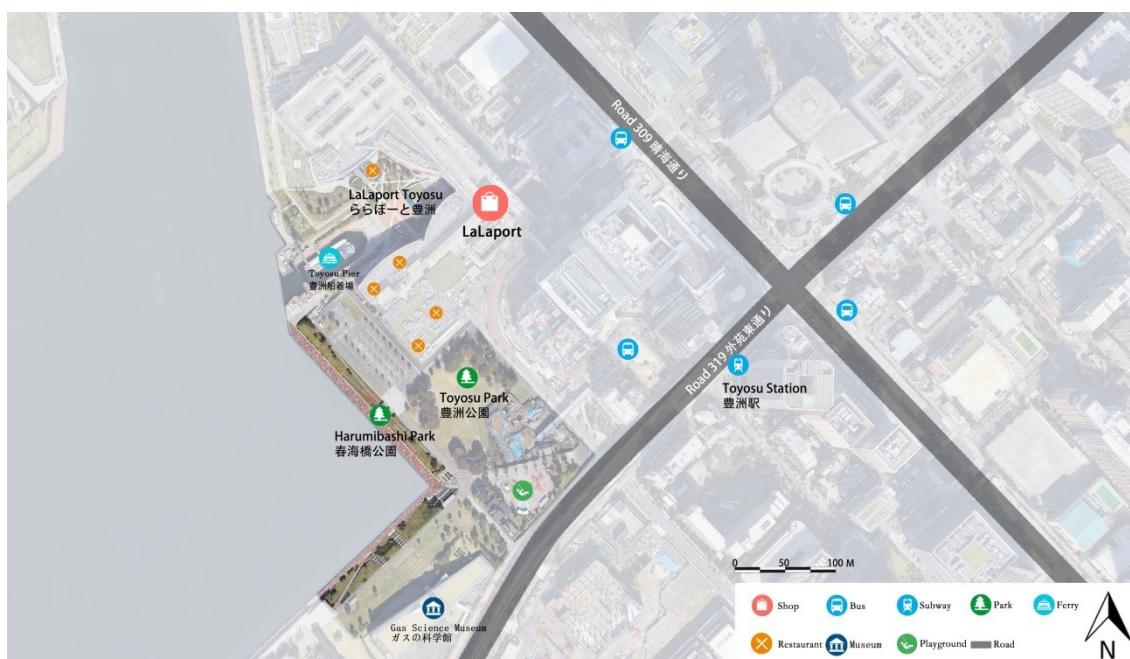 Road 309 晴海通り
LaLaport Toyosu
ららぽーと豊洲
LaLaport
Toyosu Pier
豊洲船着場
Road 319 外苑東通り
Toyosu Station
豊洲駅
Toyosu Park
豊洲公園
Harumibashi Park
春海橋公園
Gas Science Museum
ガスの科学館
0 50 100 M
Shop Bus Subway Park Ferry
Restaurant Museum Playground Road
N